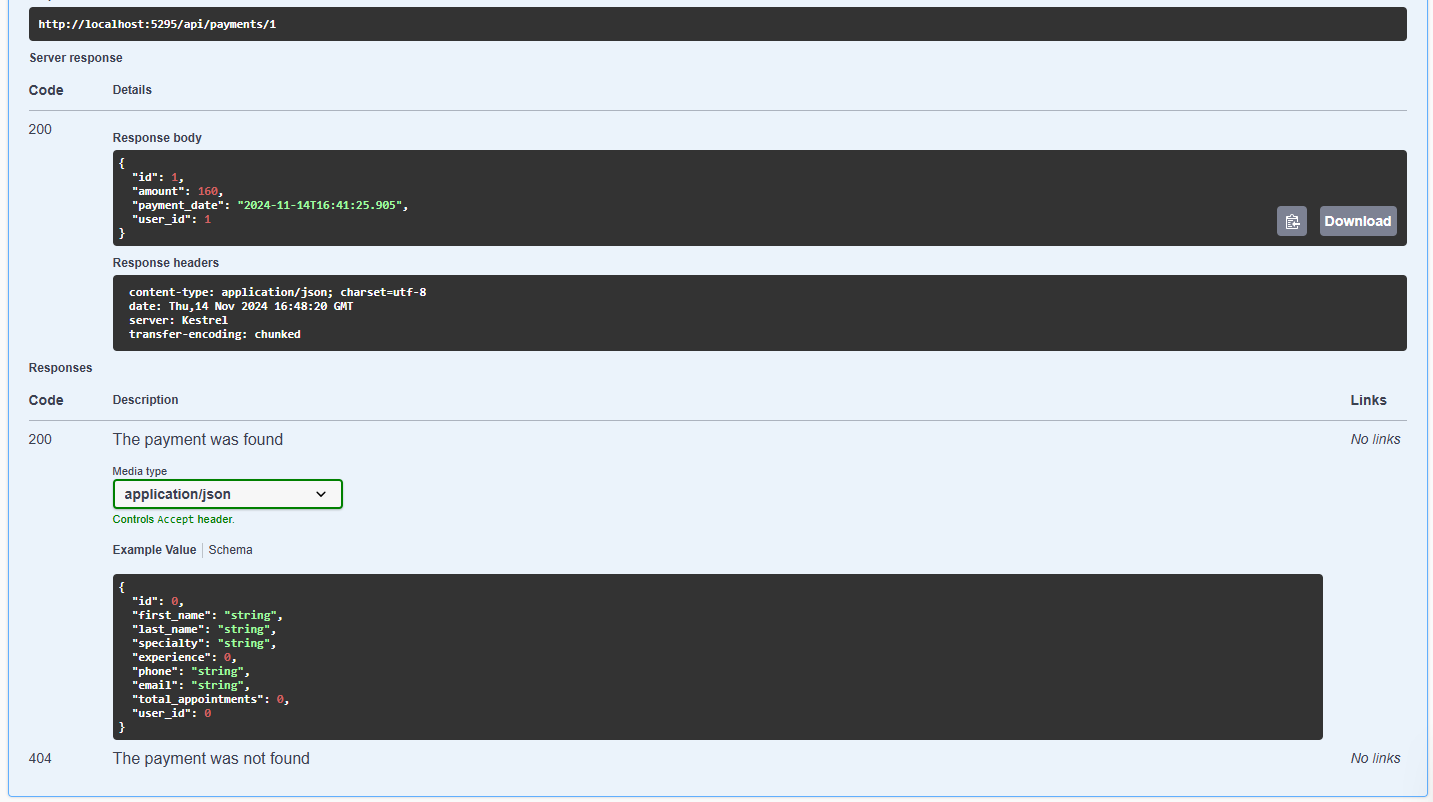 http://localhost:5295/api/payments/1
Server response
Code Details
200
Response body
{
"id": 1,
"amount": 160,
"payment_date": "2024-11-14T16:41:25.905",
"user_id": 1
}
Download
Response headers
content-type: application/json; charset=utf-8
date: Thu,14 Nov 2024 16:48:20 GMT
server: Kestrel
transfer-encoding: chunked
Responses
Code Description Links
200 The payment was found No links
Media type
application/json
Controls Accept header.
Example Value Schema
{
"id": 0,
"first_name": "string",
"last_name": "string",
"specialty": "string",
"experience": 0,
"phone": "string",
"email": "string",
"total_appointments": 0,
"user_id": 0
}
404 The payment was not found No links